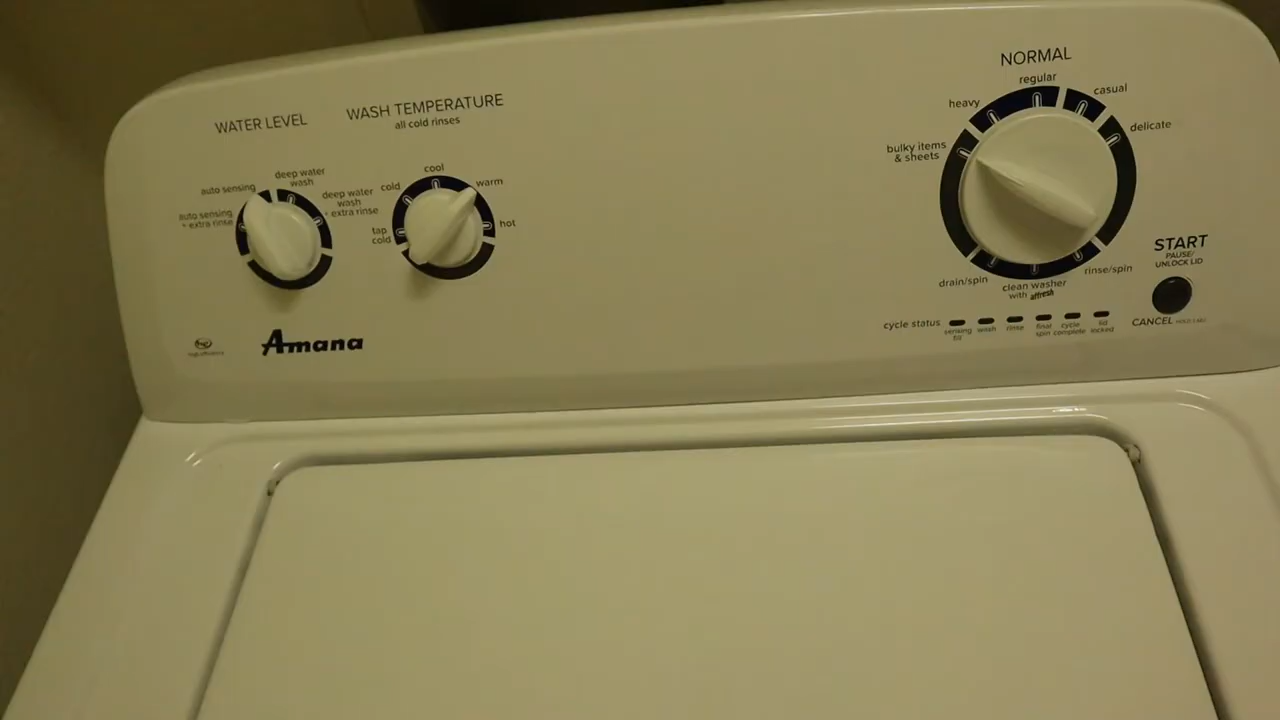 WATER LEVEL
auto sensing
deep water
wash
auto sensing
+ extra rinse
deep water
wash
+ extra rinse
WASH TEMPERATURE
all cold rinses
tap
cold
cold
cool
warm
hot
NORMAL
heavy
regular
casual
delicate
bulky items
& sheets
drain/spin
clean washer
with affresh
rinse/spin
START
PAUSE/
UNLOCK LID
CANCEL
cycle status
sensing
fill
wash
rinse
final
spin
cycle
complete
lid
locked
Amana